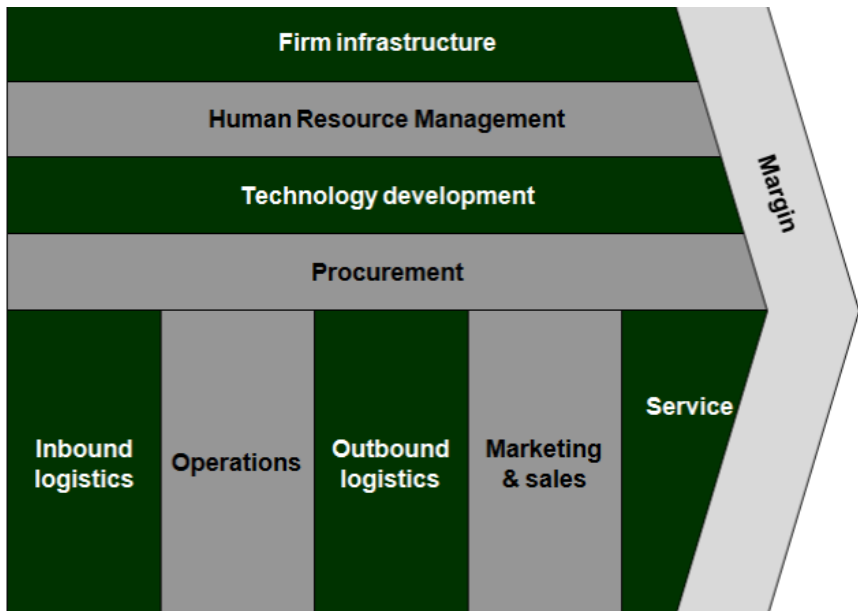 Firm infrastructure
Human Resource Management
Technology development
Procurement
Margin
Inbound
logistics
Operations
Outbound
logistics
Marketing
& sales
Service